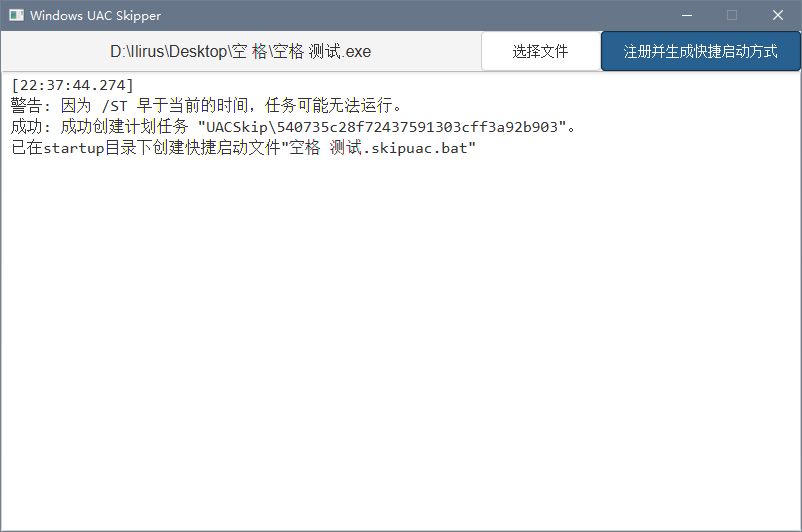 Windows UAC Skipper
D:\Ilirus\Desktop\空 格\空格 测试.exe
选择文件
注册并生成快捷启动方式
[22:37:44.274]
警告: 因为 /ST 早于当前的时间，任务可能无法运行。
成功: 成功创建计划任务 "UACSkip\540735c28f72437591303cff3a92b903"。
已在startup目录下创建快捷启动文件"空格 测试.skipuac.bat"